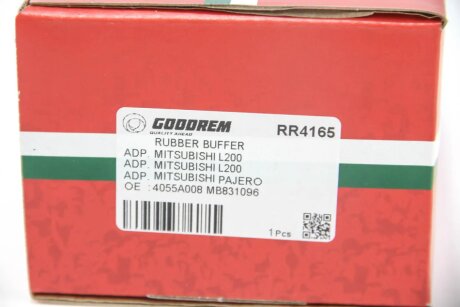 GOODREM
QUALITY AHEAD
RR4165
RUBBER BUFFER
ADP. MITSUBISHI L200
ADP. MITSUBISHI L200
ADP. MITSUBISHI PAJERO
OE :4055A008 MB831096
1 Pcs